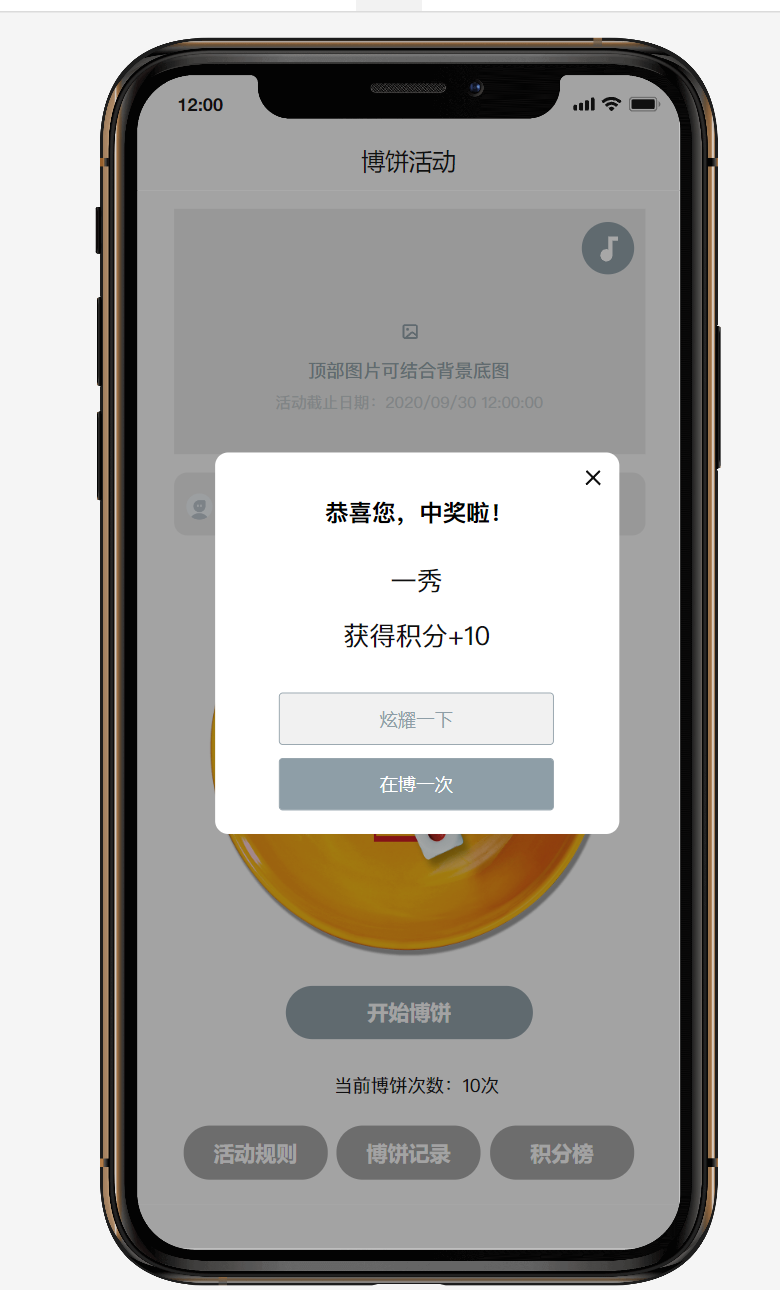 12:00
博饼活动
顶部图片可结合背景底图
活动截止日期：2020/09/30 12:00:00
恭喜您，中奖啦！
一秀
获得积分+10
炫耀一下
在博一次
开始博饼
当前博饼次数：10次
活动规则
博饼记录
积分榜